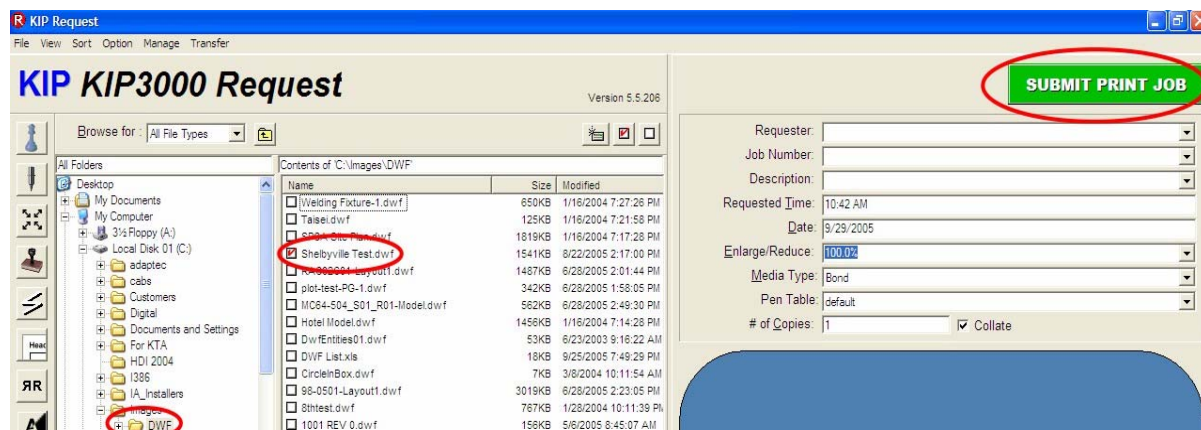 KIP Request
File View Sort Option Manage Transfer
KIP KIP3000 Request
Version 5.5.206
SUBMIT PRINT JOB
Browse for : All File Types
All Folders
Desktop
My Documents
My Computer
3½ Floppy (A:)
Local Disk 01 (C:)
adaptec
cabs
Customers
Digital
Documents and Settings
For KTA
HDI 2004
I386
IA_Installers
Images
DWF
Contents of 'C:\Images\DWF'
Name Size Modified
Welding Fixture-1.dwf 650KB 1/16/2004 7:27:26 PM
Taisei.dwf 125KB 1/16/2004 7:21:58 PM
Site Plan.dwf 1819KB 1/16/2004 7:17:28 PM
Shelbyville Test.dwf 1541KB 8/22/2005 2:17:00 PM
Layout1.dwf 1487KB 6/28/2005 2:01:44 PM
plot-test-PG-1.dwf 342KB 6/28/2005 1:58:05 PM
MC64-504_S01_R01-Model.dwf 562KB 6/28/2005 2:49:30 PM
Hotel Model.dwf 1456KB 1/16/2004 7:14:28 PM
DwfEntities01.dwf 53KB 6/23/2003 9:16:22 AM
DWF List.xls 18KB 9/25/2005 7:49:29 PM
CircleInBox.dwf 7KB 3/8/2004 10:11:54 AM
98-0501-Layout1.dwf 3019KB 6/28/2005 2:23:05 PM
8thtest.dwf 767KB 1/28/2004 10:11:39 PM
1001 REV 0.dwf 156KB 5/6/2005 8:45:07 AM
Requester:
Job Number:
Description:
Requested Time: 10:42 AM
Date: 9/29/2005
Enlarge/Reduce: 100.0%
Media Type: Bond
Pen Table: default
# of Copies: 1 Collate
Head